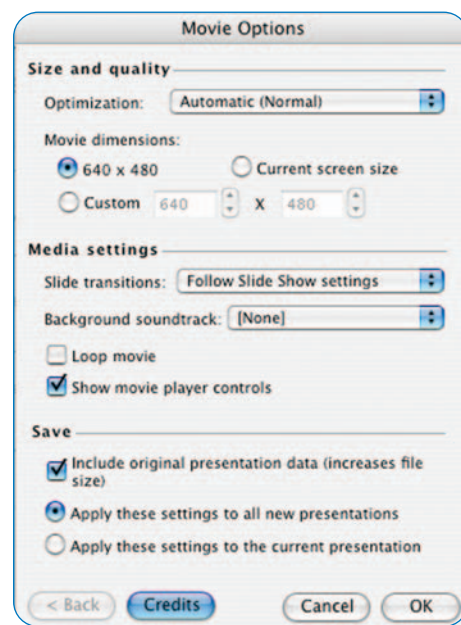 Movie Options
Size and quality
Optimization: Automatic (Normal)
Movie dimensions:
640 x 480 Current screen size
Custom 640 X 480
Media settings
Slide transitions: Follow Slide Show settings
Background soundtrack: [None]
Loop movie
Show movie player controls
Save
Include original presentation data (increases file
size)
Apply these settings to all new presentations
Apply these settings to the current presentation
< Back Credits Cancel OK